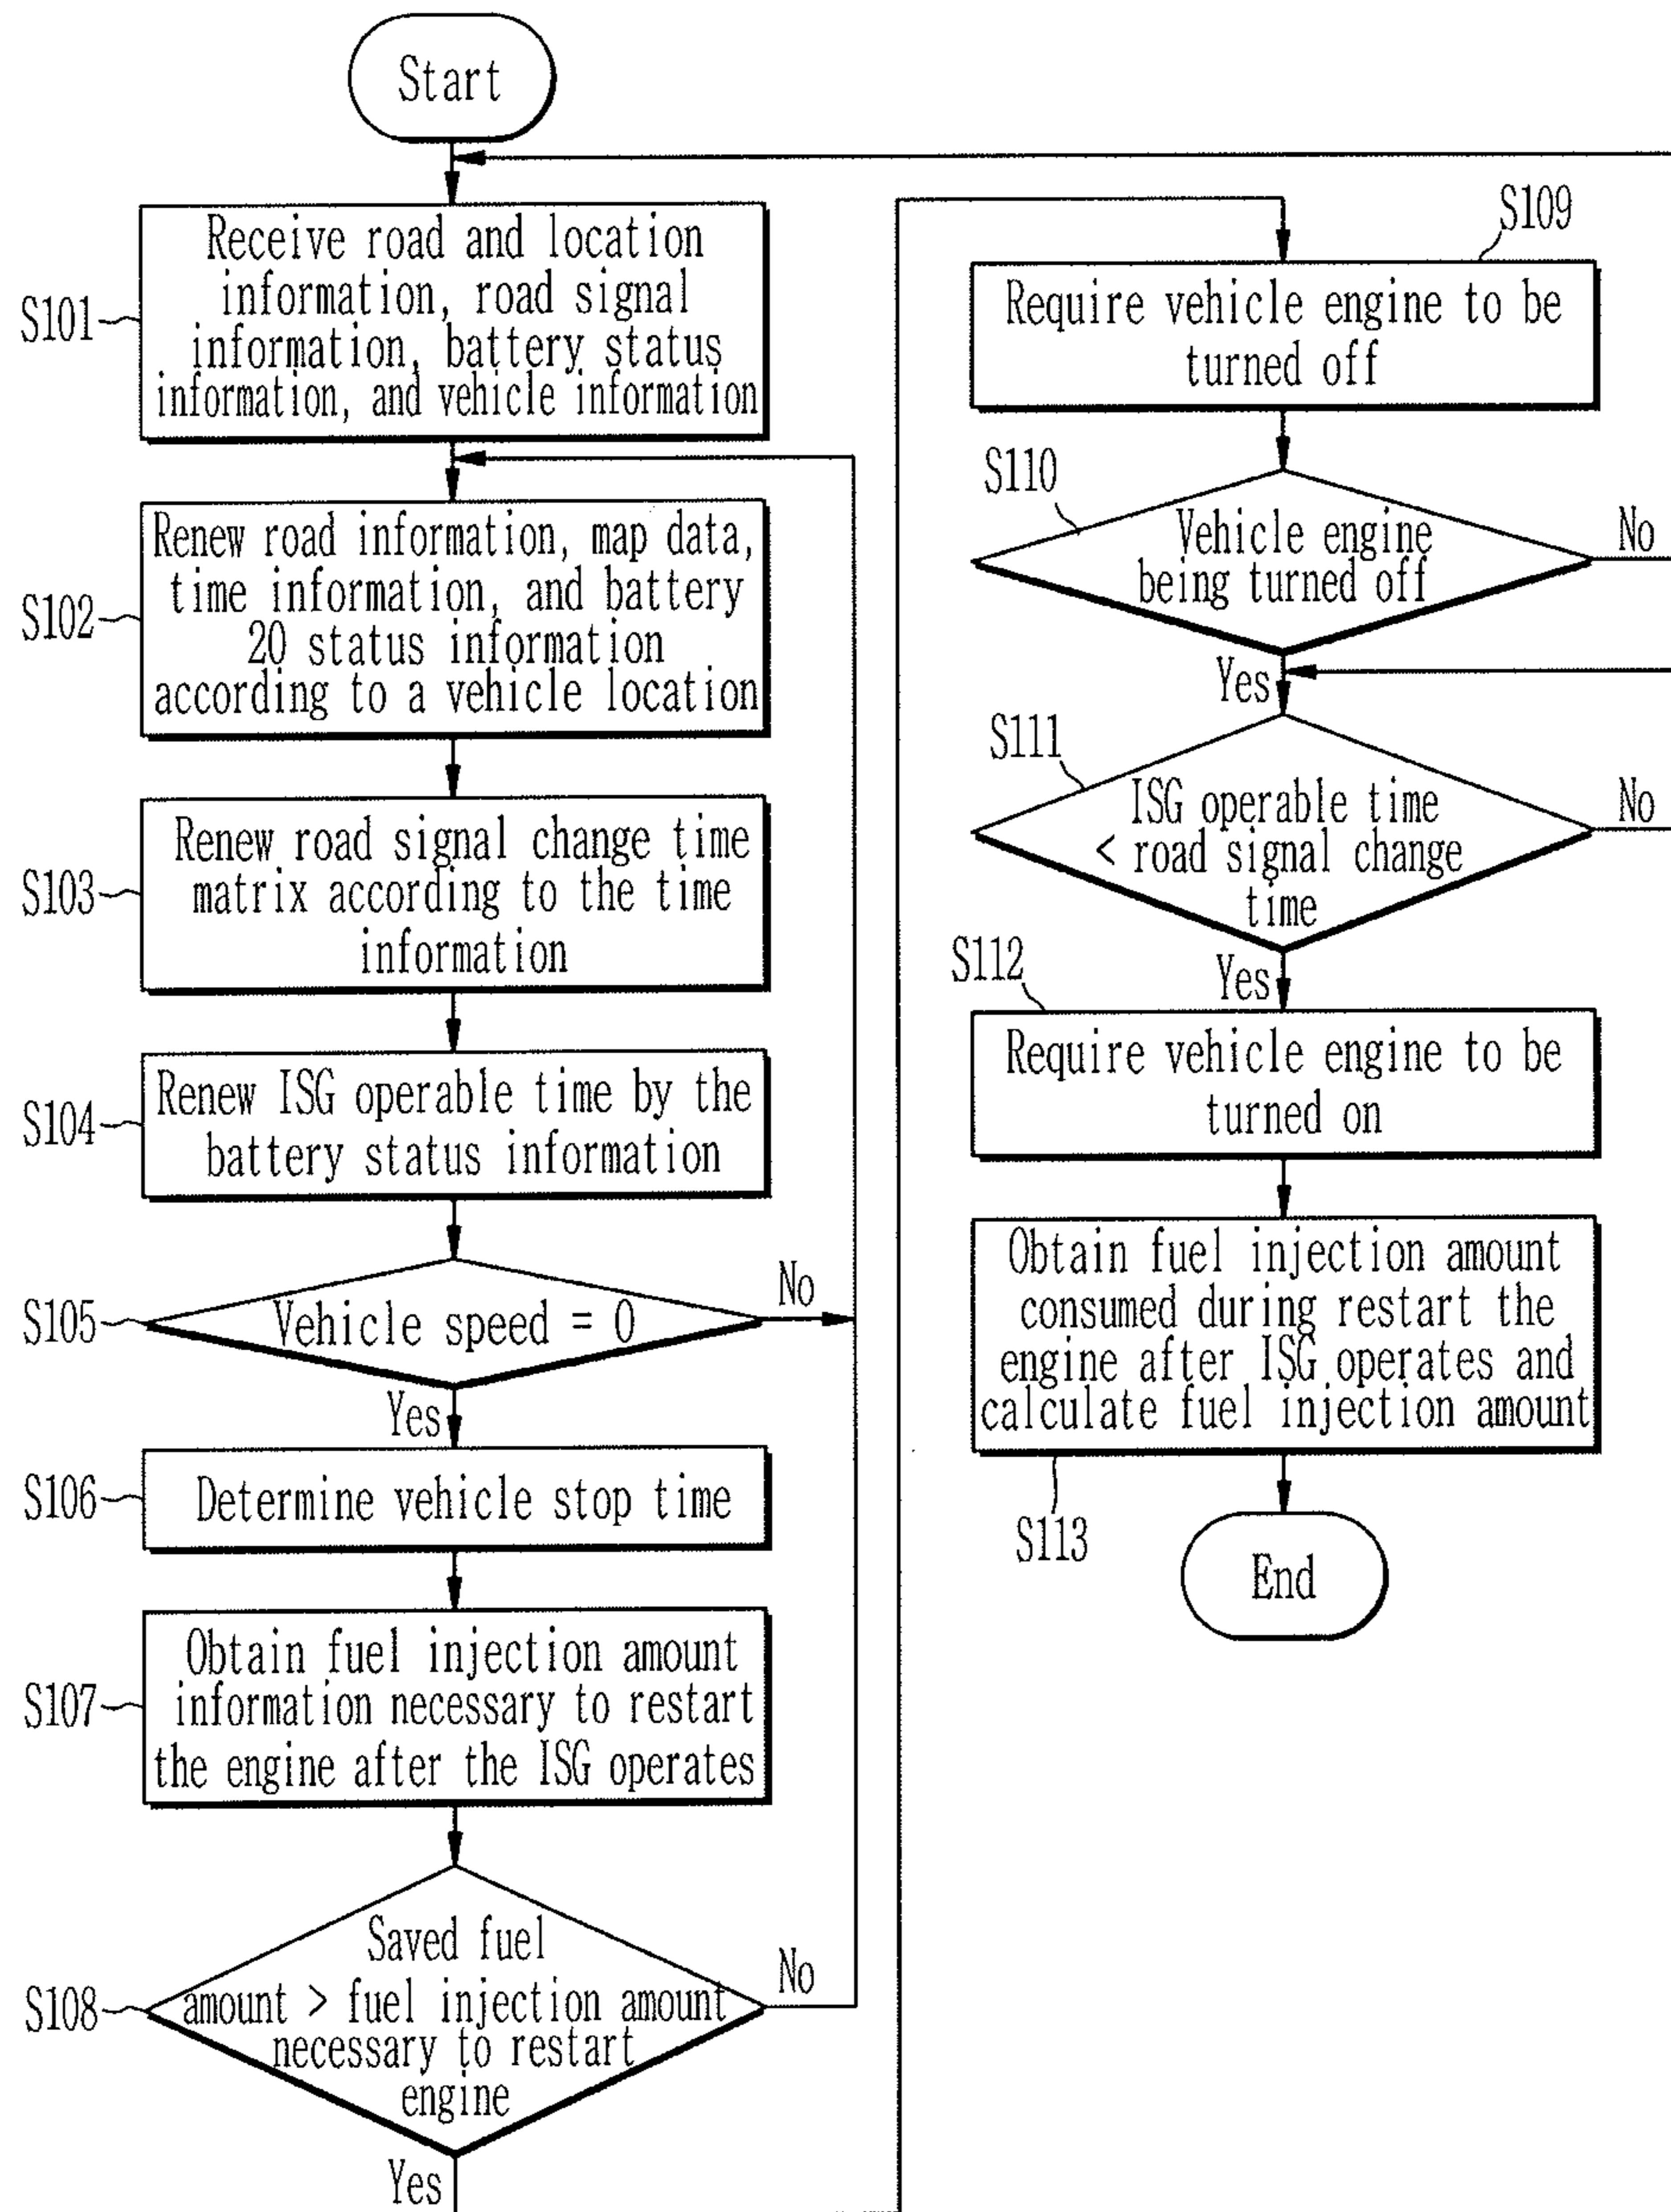 Start
S101
Receive road and location
information, road signal
information, battery status
information, and vehicle information
S102
Renew road information, map data,
time information, and battery
20 status information
according to a vehicle location
S103
Renew road signal change time
matrix according to the time
information
S104
Renew ISG operable time by the
battery status information
S105
Vehicle speed = 0
No
Yes
S106
Determine vehicle stop time
S107
Obtain fuel injection amount
information necessary to restart
the engine after the ISG operates
S108
Saved fuel
amount > fuel injection amount
necessary to restart
engine
No
Yes
S109
Require vehicle engine to be
turned off
S110
Vehicle engine
being turned off
No
Yes
S111
ISG operable time
< road signal change
time
No
Yes
S112
Require vehicle engine to be
turned on
Obtain fuel injection amount
consumed during restart the
engine after ISG operates and
calculate fuel injection amount
S113
End